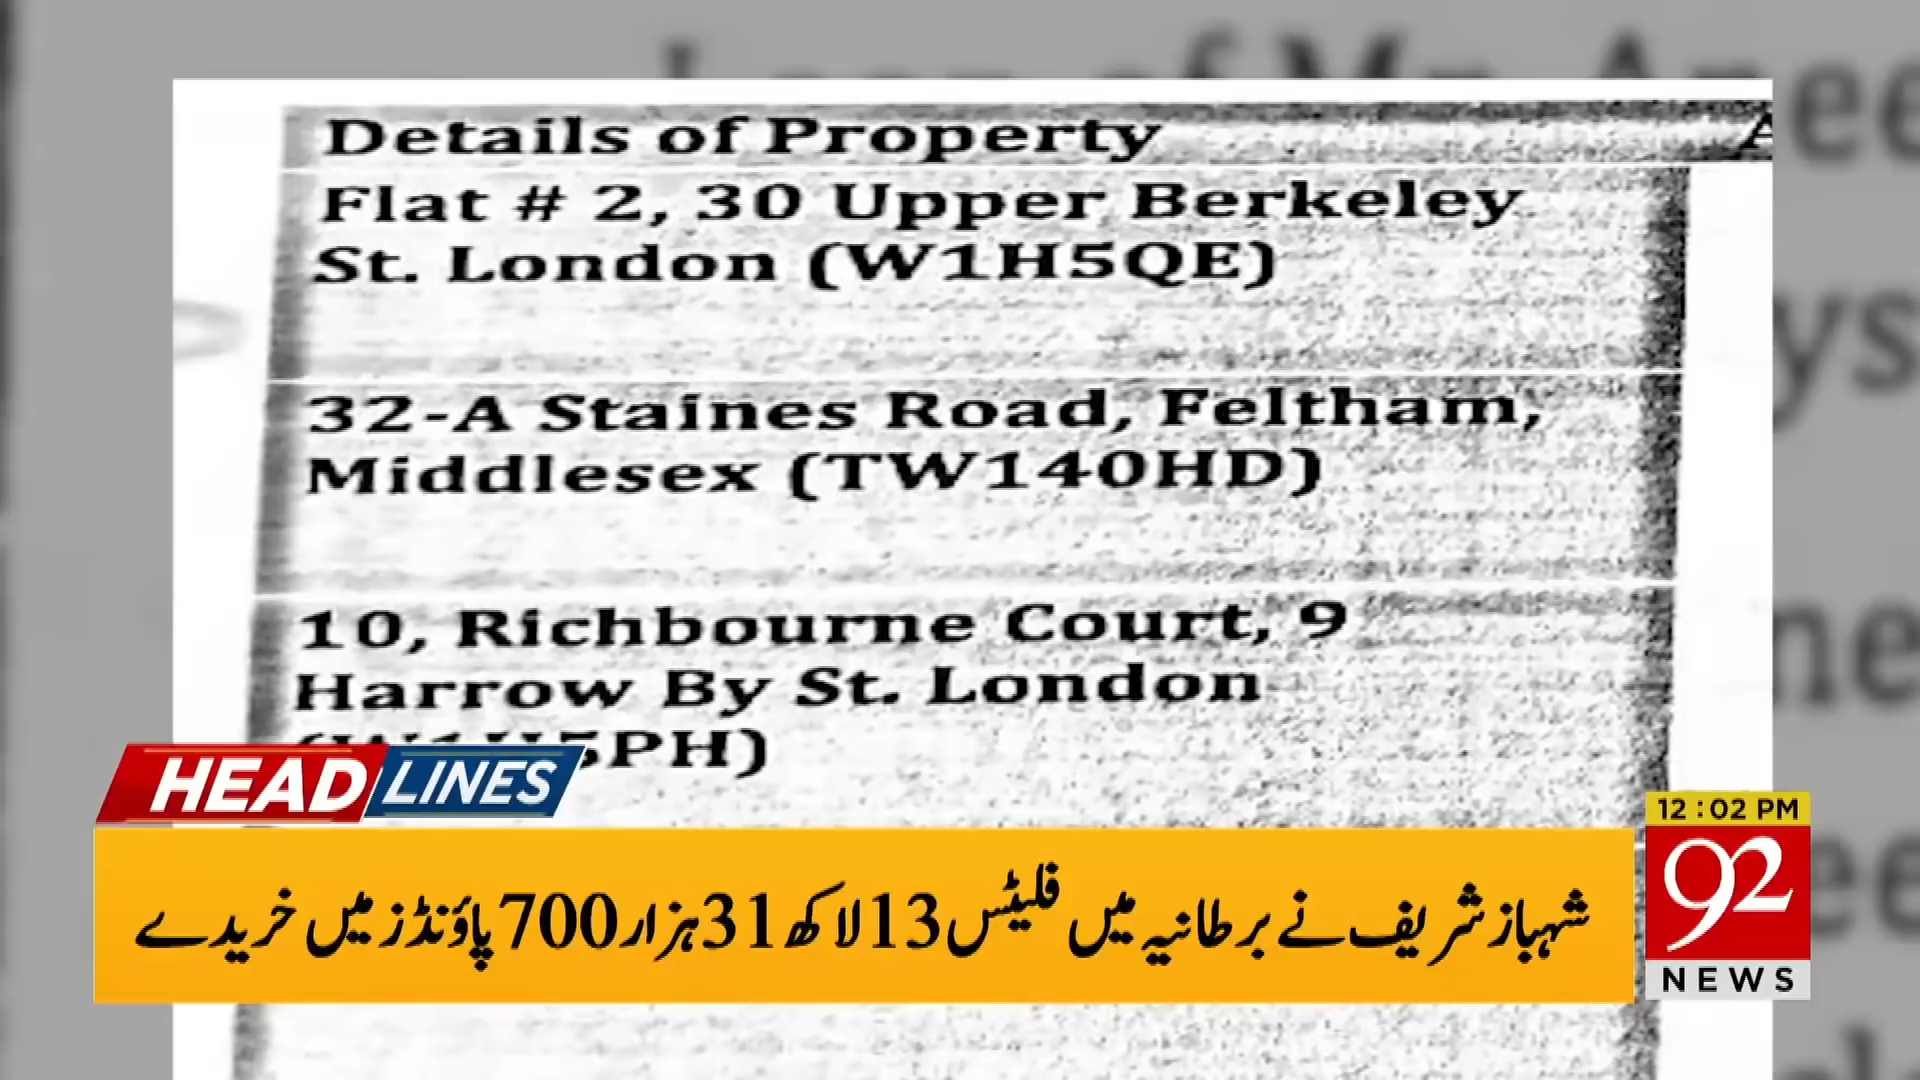 Details of Property
Flat # 2, 30 Upper Berkeley
St. London (W1H5QE)
32-A Staines Road, Feltham,
Middlesex (TW140HD)
10, Richbourne Court, 9
Harrow By St. London
5PH)
HEADLINES
شہباز شریف نے برطانیہ میں فلیٹس 13 لاکھ 31 ہزار 700 پاؤنڈز میں خریدے
12:02 PM
92
NEWS